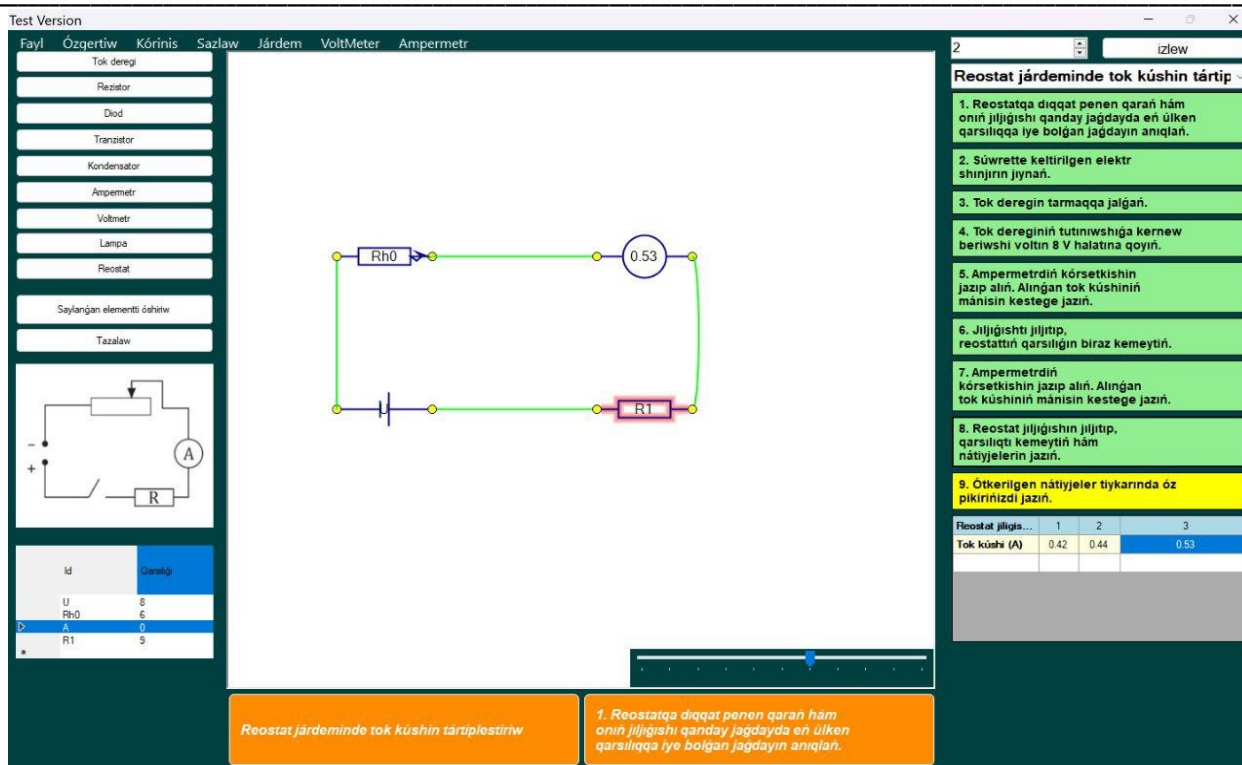 Test Version
Fayl Ózgertiw Kórinis Sazlaw Járdem VoltMeter Ampermetr
Tok deregi
Rezistor
Diod
Tranzistor
Kondensator
Ampermetr
Voltmetr
Lampa
Reostat
Saylanǵan elementti óshiriw
Tazalaw
A
R
Id Qarsılıǵı
U 8
Rh0 6
A 0
R1 9
Rh0
0.53
U
R1
Reostat járdeminde tok kúshin tártiplestiriw
1. Reostatqa dıqqat penen qarań hám
onıń jıljıǵıshı qanday jaǵdayda eń úlken
qarsılıqqa iye bolǵan jaǵdayın anıqlań.
2 izlew
Reostat járdeminde tok kúshin tártip
1. Reostatqa dıqqat penen qarań hám
onıń jıljıǵıshı qanday jaǵdayda eń úlken
qarsılıqqa iye bolǵan jaǵdayın anıqlań.
2. Súwrette keltirilgen elektr
shınjırın jıynań.
3. Tok deregin tarmaqqa jalǵań.
4. Tok dereginiń tutınıwshıǵa kernew
beriwshi voltın 8 V halatına qoyıń.
5. Ampermetrdiń kórsetkishin
jazıp alıń. Alınǵan tok kúshiniń
mánisin kestege jazıń.
6. Jıljıǵıshtı jıljıtıp,
reostattıń qarsılıǵın biraz kemeytiń.
7. Ampermetrdiń
kórsetkishin jazıp alıń. Alınǵan
tok kúshiniń mánisin kestege jazıń.
8. Reostat jıljıǵıshın jıljıtıp,
qarsılıqtı kemeytiń hám
nátiyjelerin jazıń.
9. Ótkerilgen nátiyjeler tiykarında óz
pikirińizdi jazıń.
Reostat jiligis... 1 2 3
Tok kúshi (A) 0.42 0.44 0.53